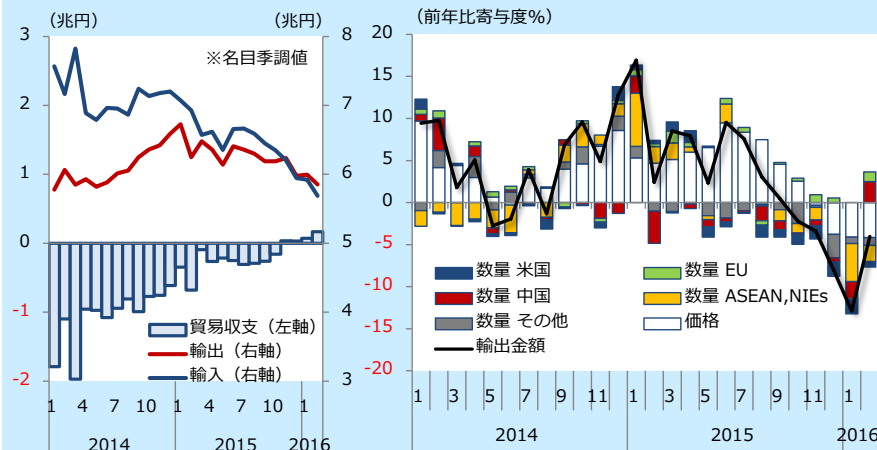 （兆円）
（兆円）
※名目季調値
3
2
1
0
-1
-2
8
7
6
5
4
3
貿易収支（左軸）
輸出（右軸）
輸入（右軸）
1 4 7 10 1 4 7 10 1
2014 2015 2016
（前年比寄与度%）
20
15
10
5
0
-5
-10
-15
-20
数量 米国
数量 EU
数量 中国
数量 ASEAN,NIEs
数量 その他
価格
輸出金額
1 3 5 7 9 11 1 3 5 7 9 11 1
2014 2015 2016